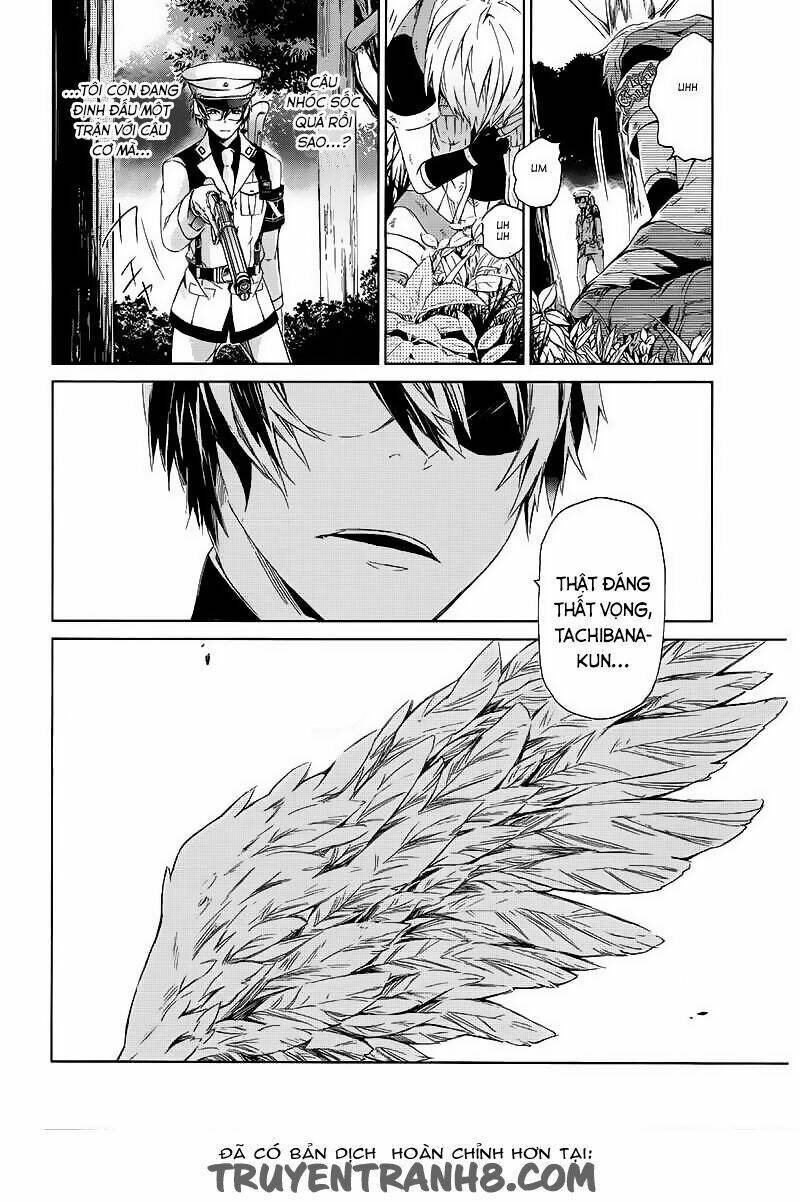 UHH
UM
UH
UH
CẬU
NHÓC SỐC
QUÁ RỒI
SAO...?
...TÔI CÒN ĐANG
ĐỊNH ĐẤU MỘT
TRẬN VỚI CẬU
CƠ MÀ...
THẬT ĐÁNG
THẤT VỌNG,
TACHIBANA-
KUN...
ĐÃ CÓ BẢN DỊCH HOÀN CHỈNH HƠN TẠI:
TRUYENTRANH8.COM